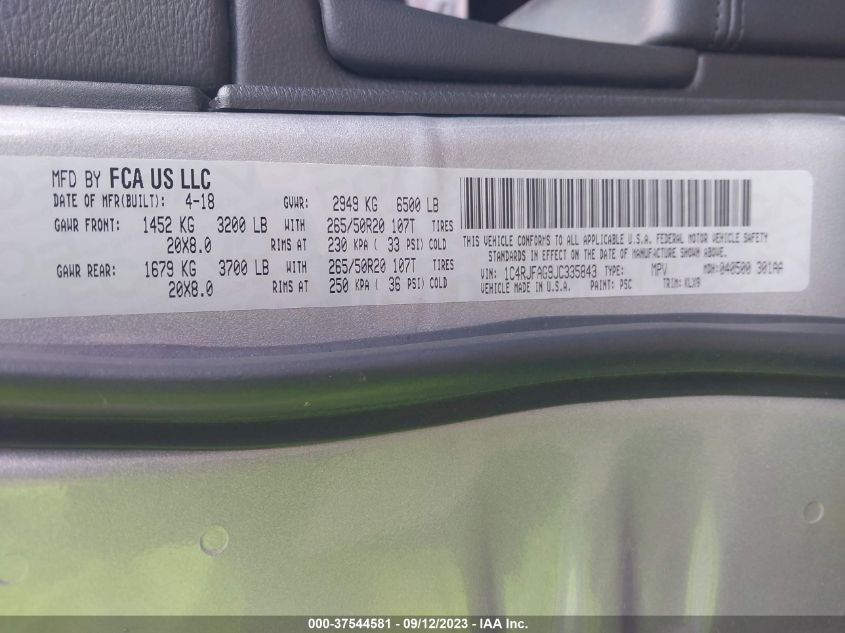 MFD BY FCA US LLC
DATE OF MFR(BUILT): 4-18 GVWR: 2949 KG 6500 LB
GAWR FRONT: 1452 KG 3200 LB WITH 265/50R20 107T TIRES
20X8.0 RIMS AT 230 KPA ( 33 PSI) COLD
GAWR REAR: 1679 KG 3700 LB WITH 265/50R20 107T TIRES
20X8.0 RIMS AT 250 KPA ( 36 PSI) COLD
THIS VEHICLE CONFORMS TO ALL APPLICABLE U.S.A. FEDERAL MOTOR VEHICLE SAFETY
STANDARDS IN EFFECT ON THE DATE OF MANUFACTURE SHOWN ABOVE.
VIN: 1C4RJFAG9JC335843 TYPE: MPV MDH: 040500 301AA
VEHICLE MADE IN U.S.A. PAINT: PSC TRIM: KLX9
000-37544581 - 09/12/2023 - IAA Inc.